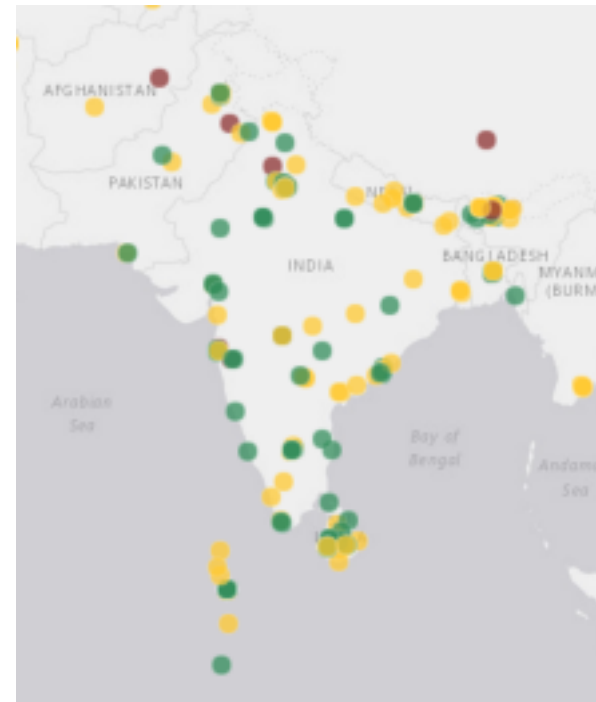 AFGHANISTAN
PAKISTAN
INDIA
BANGLADESH
MYANM
(BURM
Arabian
Sea
Bay of
Bengal
Andam
Sea